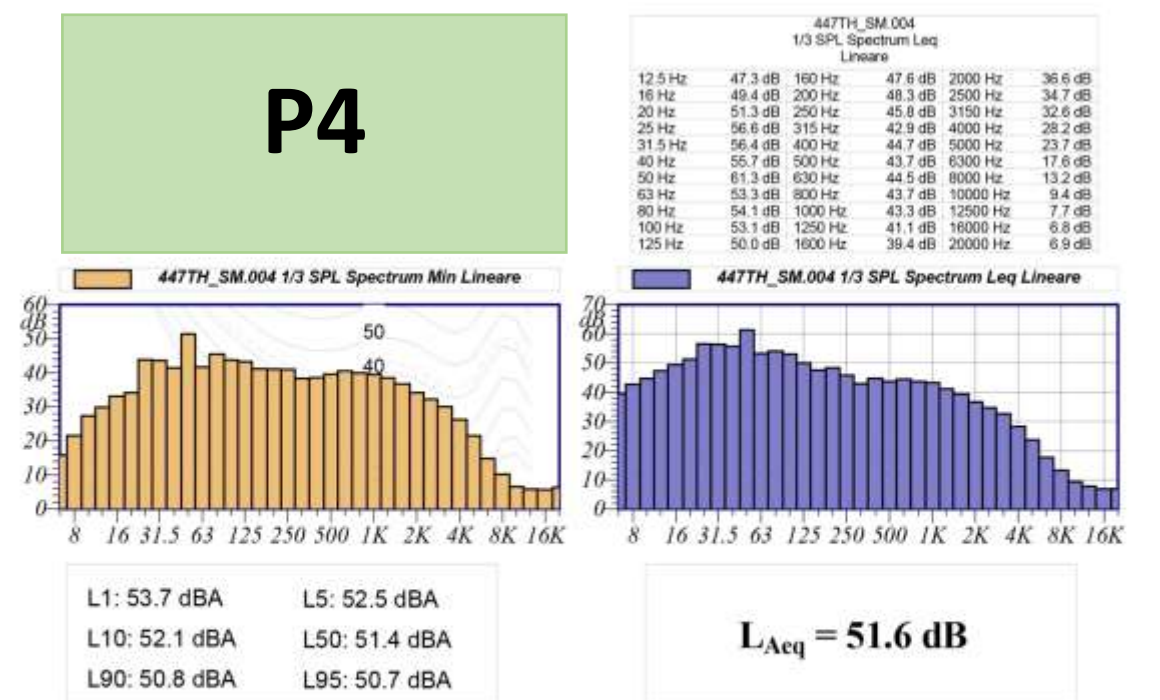 P4
447TH_SM.004
1/3 SPL Spectrum Leq
Lineare
12.5 Hz 47.3 dB 160 Hz 47.6 dB 2000 Hz 36.6 dB
16 Hz 49.4 dB 200 Hz 48.3 dB 2500 Hz 34.7 dB
20 Hz 51.3 dB 250 Hz 45.8 dB 3150 Hz 32.6 dB
25 Hz 56.6 dB 315 Hz 42.9 dB 4000 Hz 28.2 dB
31.5 Hz 56.4 dB 400 Hz 44.7 dB 5000 Hz 23.7 dB
40 Hz 55.7 dB 500 Hz 43.7 dB 6300 Hz 17.6 dB
50 Hz 61.3 dB 630 Hz 44.5 dB 8000 Hz 13.2 dB
63 Hz 53.3 dB 800 Hz 43.7 dB 10000 Hz 9.4 dB
80 Hz 54.1 dB 1000 Hz 43.3 dB 12500 Hz 7.7 dB
100 Hz 53.1 dB 1250 Hz 41.1 dB 16000 Hz 6.8 dB
125 Hz 50.0 dB 1600 Hz 39.4 dB 20000 Hz 6.9 dB
447TH_SM.004 1/3 SPL Spectrum Min Lineare
60
dB
50
40
30
20
10
0
50
40
8 16 31.5 63 125 250 500 1K 2K 4K 8K 16K
447TH_SM.004 1/3 SPL Spectrum Leq Lineare
70
dB
60
50
40
30
20
10
0
8 16 31.5 63 125 250 500 1K 2K 4K 8K 16K
L1: 53.7 dBA L5: 52.5 dBA
L10: 52.1 dBA L50: 51.4 dBA
L90: 50.8 dBA L95: 50.7 dBA
LAeq = 51.6 dB